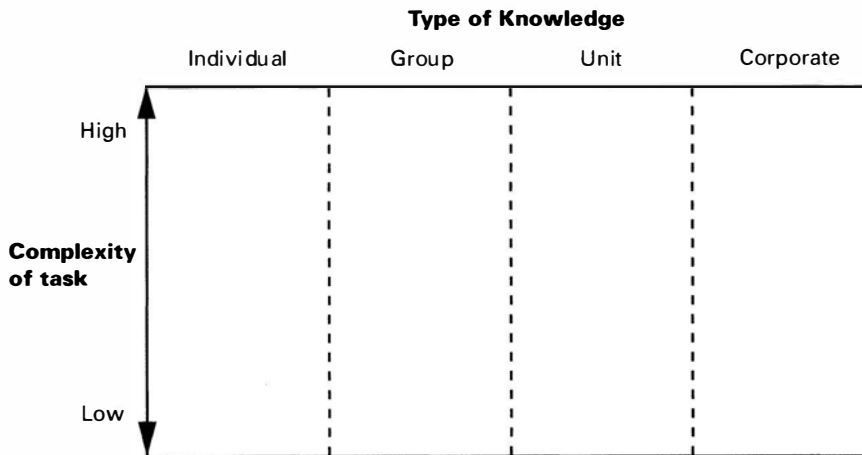 Type of Knowledge
Individual Group Unit Corporate
High
Complexity
of task
Low